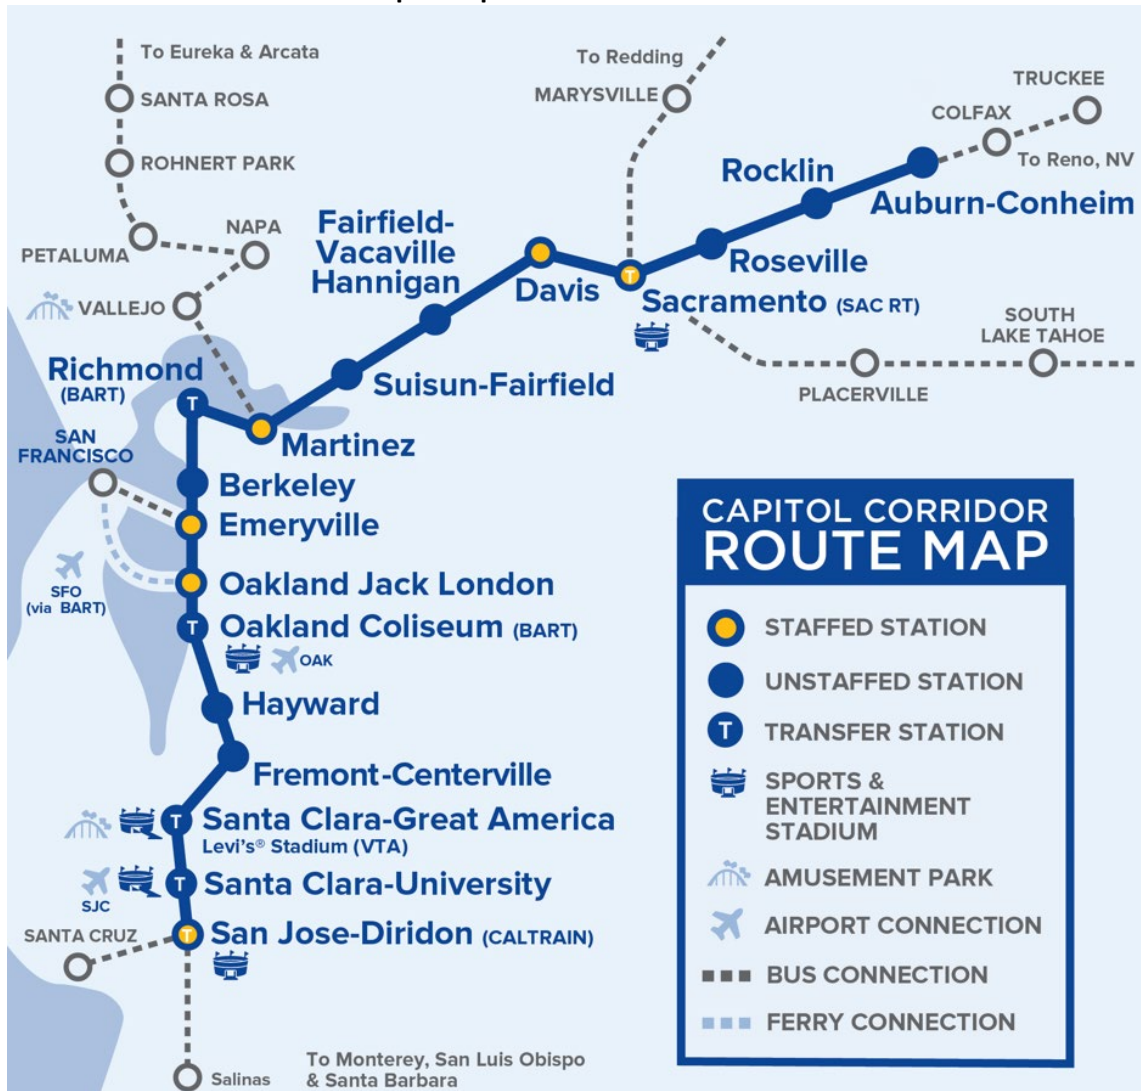 To Eureka & Arcata
SANTA ROSA
ROHNERT PARK
PETALUMA
NAPA
VALLEJO
To Redding
MARYSVILLE
TRUCKEE
COLFAX
To Reno, NV
Rocklin
Auburn-Conheim
Roseville
Fairfield-
Vacaville
Hannigan
Davis
T
Sacramento (SAC RT)
SOUTH
LAKE TAHOE
PLACERVILLE
Suisun-Fairfield
Richmond
(BART)
T
Martinez
SAN
FRANCISCO
Berkeley
Emeryville
SFO
(via BART)
Oakland Jack London
T
Oakland Coliseum (BART)
OAK
Hayward
Fremont-Centerville
T
Santa Clara-Great America
Levi's® Stadium (VTA)
T
Santa Clara-University
SJC
SANTA CRUZ
T
San Jose-Diridon (CALTRAIN)
Salinas
To Monterey, San Luis Obispo
& Santa Barbara
CAPITOL CORRIDOR
ROUTE MAP
STAFFED STATION
UNSTAFFED STATION
T
TRANSFER STATION
SPORTS &
ENTERTAINMENT
STADIUM
AMUSEMENT PARK
AIRPORT CONNECTION
BUS CONNECTION
FERRY CONNECTION